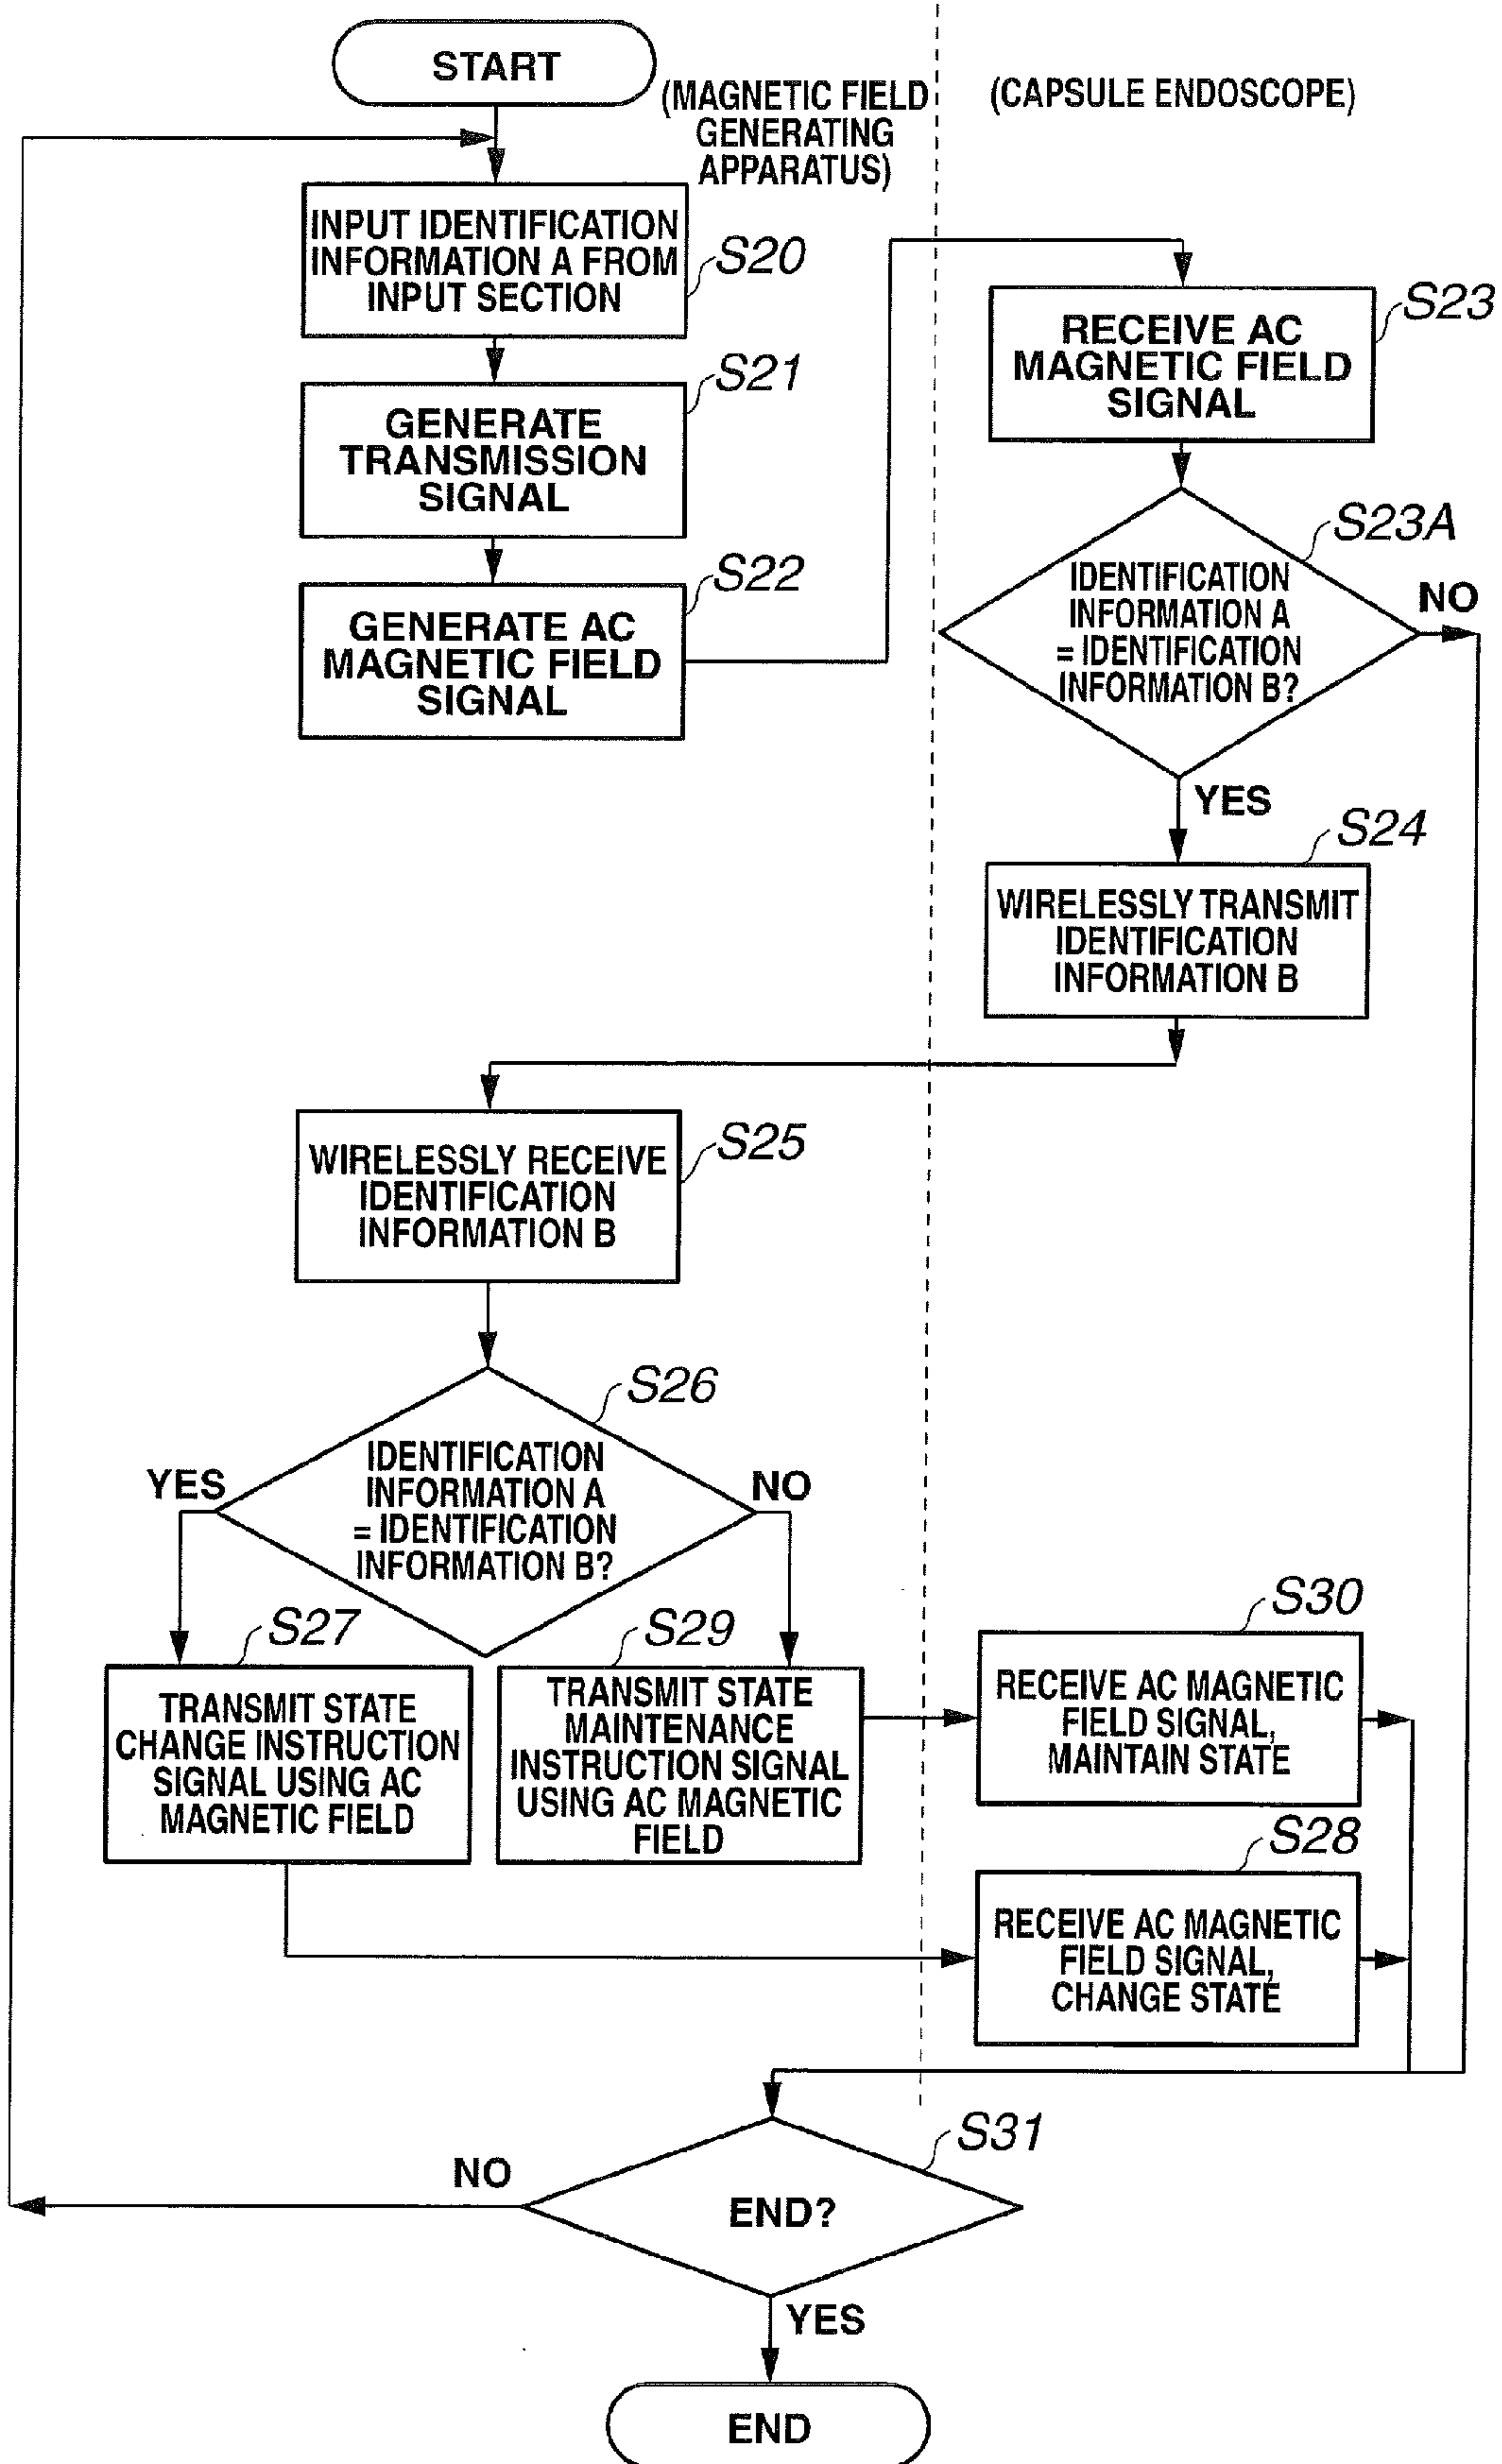 START
(MAGNETIC FIELD
GENERATING
APPARATUS)
(CAPSULE ENDOSCOPE)
INPUT IDENTIFICATION
INFORMATION A FROM
INPUT SECTION
S20
GENERATE
TRANSMISSION
SIGNAL
S21
GENERATE AC
MAGNETIC FIELD
SIGNAL
S22
RECEIVE AC
MAGNETIC FIELD
SIGNAL
S23
IDENTIFICATION
INFORMATION A
= IDENTIFICATION
INFORMATION B?
S23A
NO
YES
WIRELESSLY TRANSMIT
IDENTIFICATION
INFORMATION B
S24
WIRELESSLY RECEIVE
IDENTIFICATION
INFORMATION B
S25
IDENTIFICATION
INFORMATION A
= IDENTIFICATION
INFORMATION B?
S26
YES
NO
TRANSMIT STATE
CHANGE INSTRUCTION
SIGNAL USING AC
MAGNETIC FIELD
S27
TRANSMIT STATE
MAINTENANCE
INSTRUCTION SIGNAL
USING AC MAGNETIC
FIELD
S29
RECEIVE AC MAGNETIC
FIELD SIGNAL,
MAINTAIN STATE
S30
RECEIVE AC MAGNETIC
FIELD SIGNAL,
CHANGE STATE
S28
END?
S31
NO
YES
END